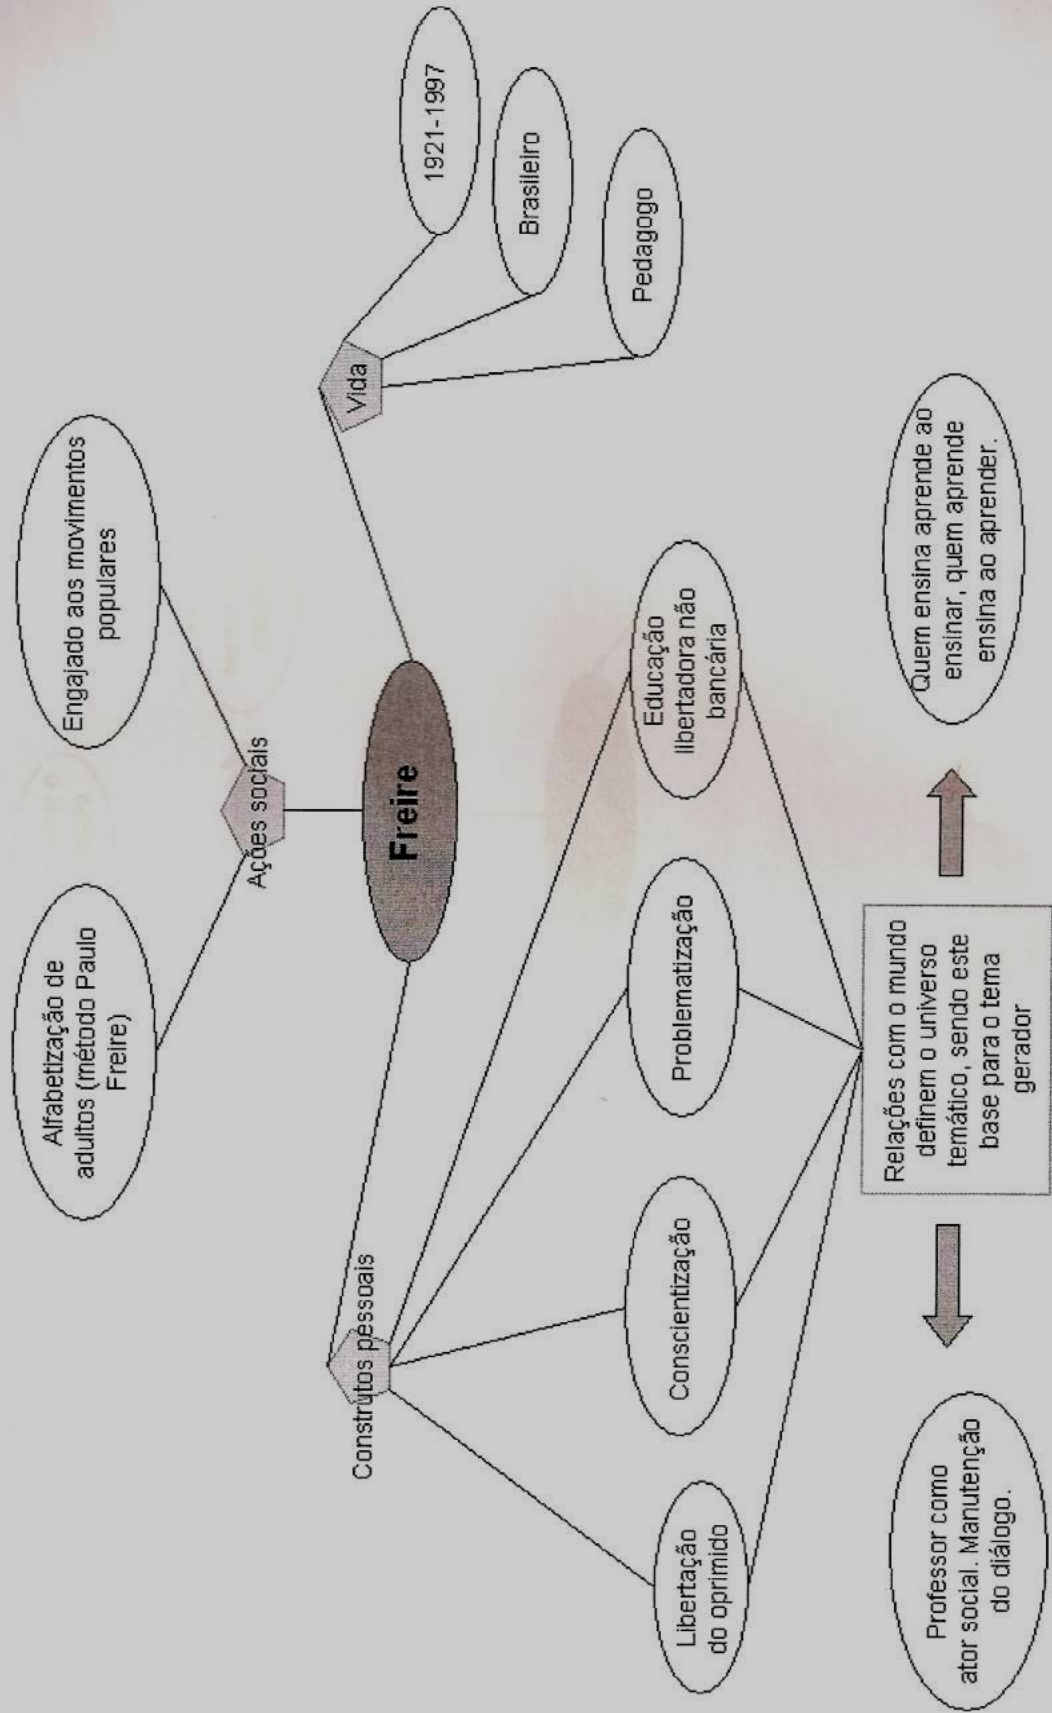 Alfabetização de
adultos (método Paulo
Freire)
Engajado aos movimentos
populares
Ações sociais
Vida
1921-1997
Brasileiro
Pedagogo
Freire
Construtos pessoais
Libertação
do oprimido
Conscientização
Problematização
Educação
libertadora não
bancária
Professor como
ator social. Manutenção
do diálogo.
Relações com o mundo
definem o universo
temático, sendo este
base para o tema
gerador
Quem ensina aprende ao
ensinar, quem aprende
ensina ao aprender.